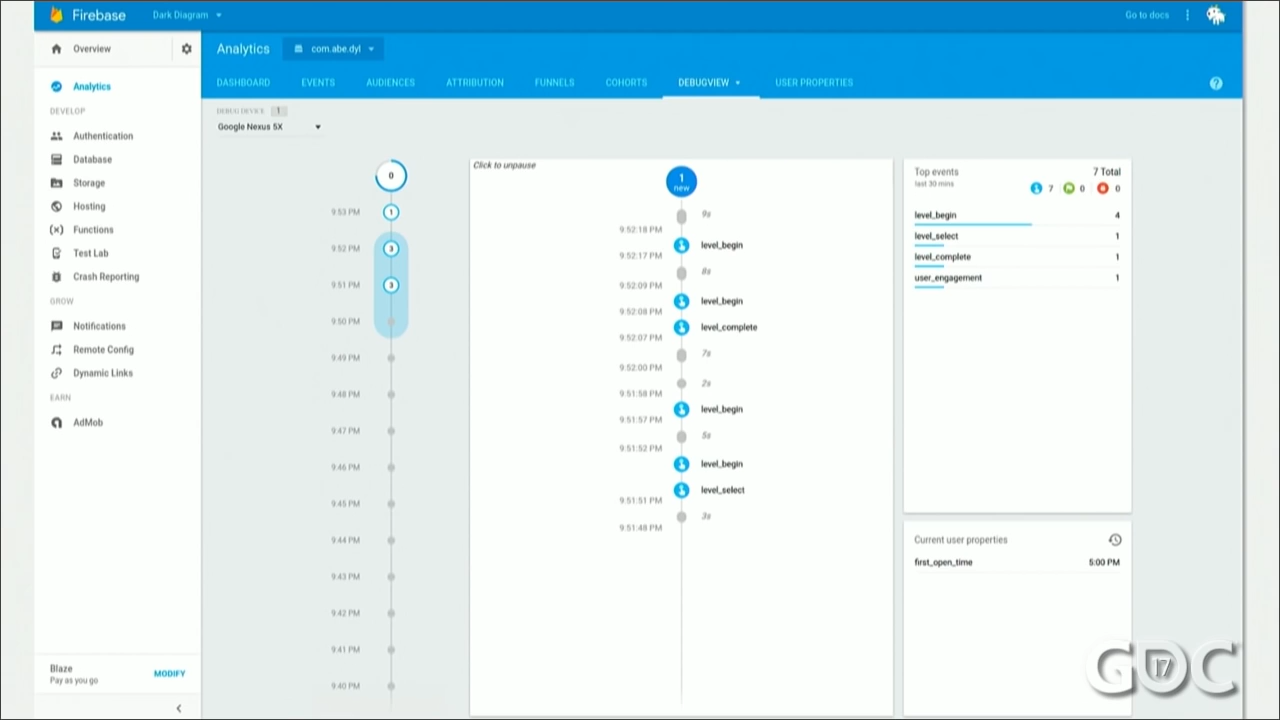 Firebase
Dark Diagram
Go to docs
Overview
Analytics
com.abe.dyl
DASHBOARD
EVENTS
AUDIENCES
ATTRIBUTION
FUNNELS
COHORTS
DEBUGVIEW
USER PROPERTIES
Analytics
DEVELOP
Authentication
Database
Storage
Hosting
Functions
Test Lab
Crash Reporting
GROW
Notifications
Remote Config
Dynamic Links
EARN
AdMob
Blaze
Pay as you go
MODIFY
DEBUG DEVICE 1
Google Nexus 5X
0
9:53 PM 1
9:52 PM 3
9:51 PM 3
9:50 PM
9:49 PM
9:48 PM
9:47 PM
9:46 PM
9:45 PM
9:44 PM
9:43 PM
9:42 PM
9:41 PM
9:40 PM
Click to unpause
1
new
9s
9:52:18 PM
level_begin
9:52:17 PM
8s
9:52:09 PM
level_begin
9:52:08 PM
level_complete
9:52:07 PM
7s
9:52:00 PM
2s
9:51:58 PM
level_begin
9:51:57 PM
5s
9:51:52 PM
level_begin
level_select
9:51:51 PM
3s
9:51:48 PM
Top events 7 Total
last 30 mins 7 0 0
level_begin 4
level_select 1
level_complete 1
user_engagement 1
Current user properties
first_open_time 5:00 PM
GDC 17